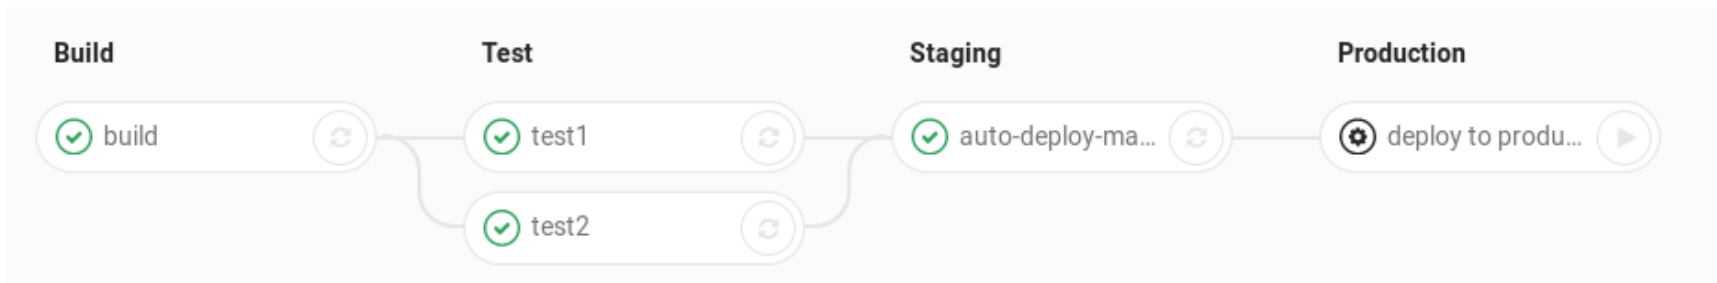 Build
Test
Staging
Production
build
test1
auto-deploy-ma...
deploy to produ...
test2